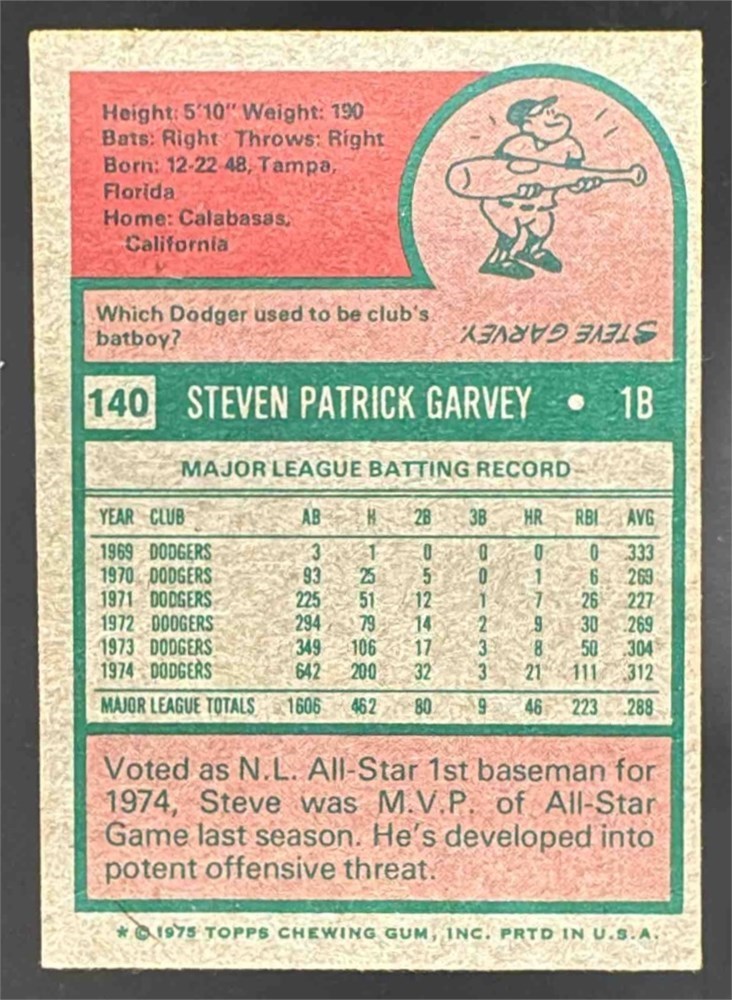 Height: 5'10" Weight: 190
Bats: Right Throws: Right
Born: 12-22-48, Tampa,
Florida
Home: Calabasas,
California
Which Dodger used to be club's
batboy?
STEVE GARVEY
140 STEVEN PATRICK GARVEY • 1B
MAJOR LEAGUE BATTING RECORD
YEAR CLUB AB H 2B 3B HR RBI AVG
1969 DODGERS 3 1 0 0 0 0 .333
1970 DODGERS 93 25 5 0 1 6 .269
1971 DODGERS 225 51 12 1 7 26 .227
1972 DODGERS 294 79 14 2 9 30 .269
1973 DODGERS 349 106 17 3 8 50 .304
1974 DODGERS 642 200 32 3 21 111 .312
MAJOR LEAGUE TOTALS 1606 462 80 9 46 223 .288
Voted as N.L. All-Star 1st baseman for
1974, Steve was M.V.P. of All-Star
Game last season. He's developed into
potent offensive threat.
* © 1975 TOPPS CHEWING GUM, INC. PRTD IN U.S.A.